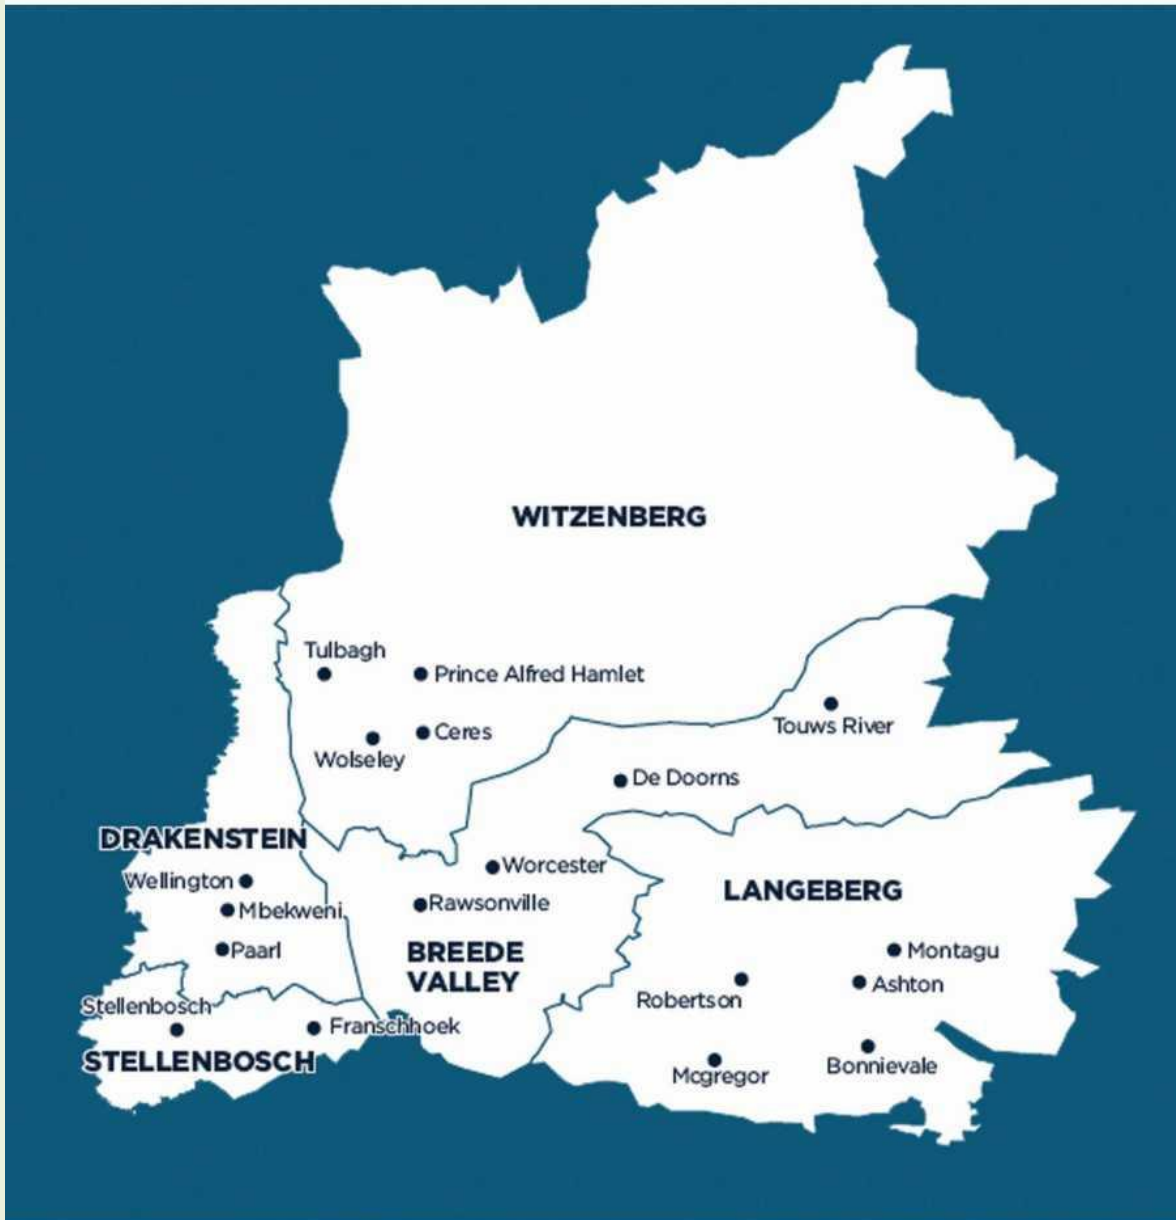 WITZENBERG
Tulbagh
Prince Alfred Hamlet
Ceres
Wolseley
Touws River
De Doorns
DRAKENSTEIN
Wellington
Mbekweni
Paarl
Worcester
Rawsonville
BREEDE
VALLEY
LANGEBERG
Montagu
Ashton
Robertson
Mcgregor
Bonnievale
Stellenbosch
Franschhoek
STELLENBOSCH